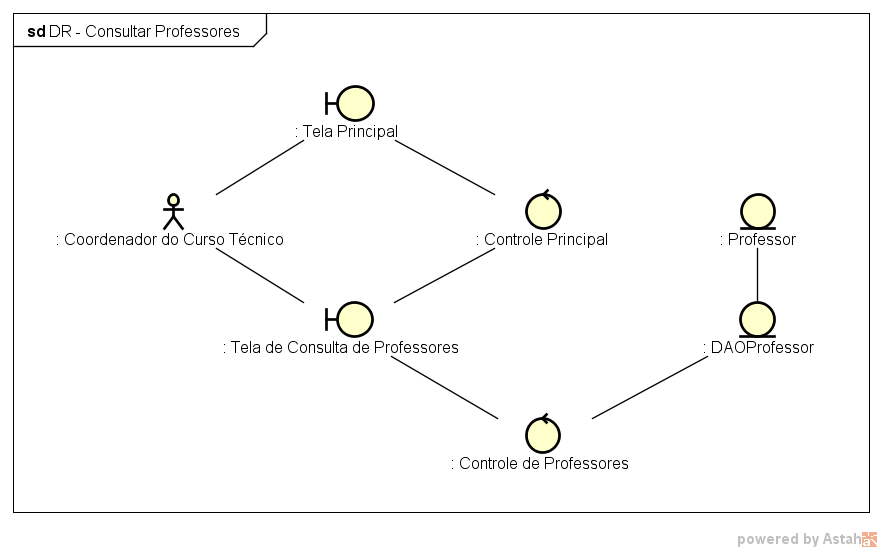 sd DR - Consultar Professores
: Tela Principal
: Coordenador do Curso Técnico
: Controle Principal
: Professor
: Tela de Consulta de Professores
: DAOProfessor
: Controle de Professores
powered by Astah